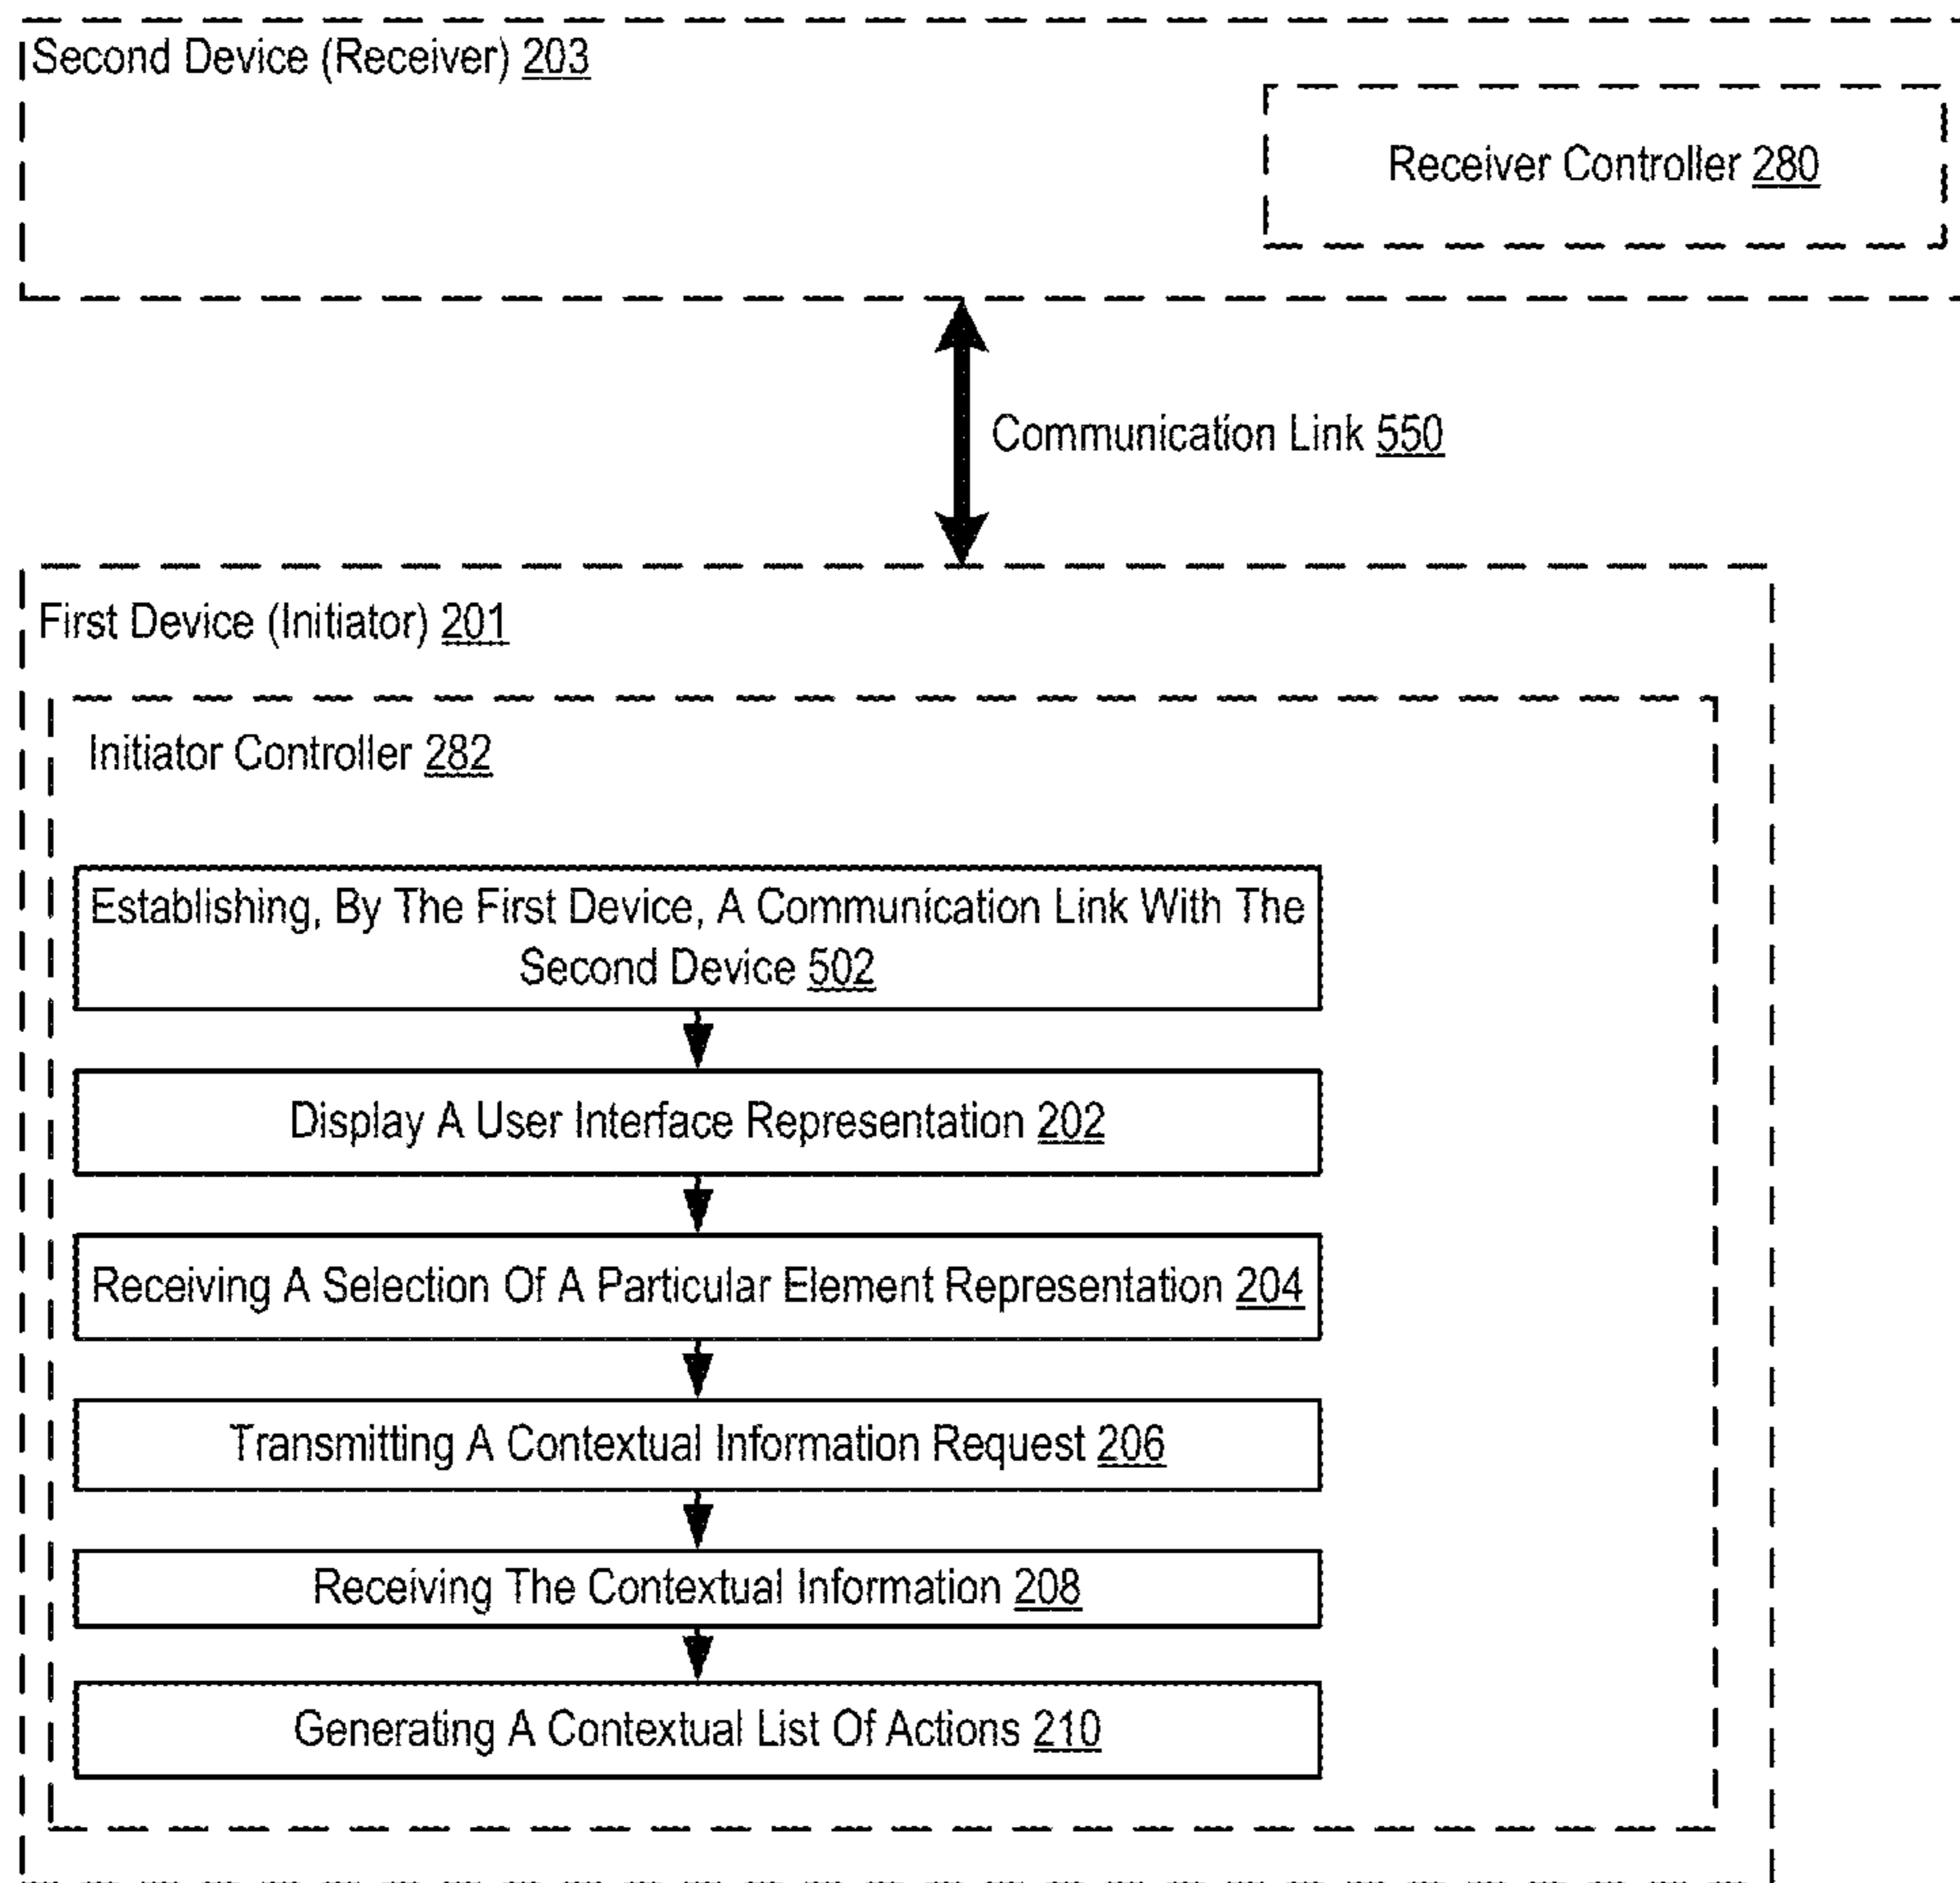 Second Device (Receiver) 203
Receiver Controller 280
Communication Link 550
First Device (Initiator) 201
Initiator Controller 282
Establishing, By The First Device, A Communication Link With The
Second Device 502
Display A User Interface Representation 202
Receiving A Selection Of A Particular Element Representation 204
Transmitting A Contextual Information Request 206
Receiving The Contextual Information 208
Generating A Contextual List Of Actions 210